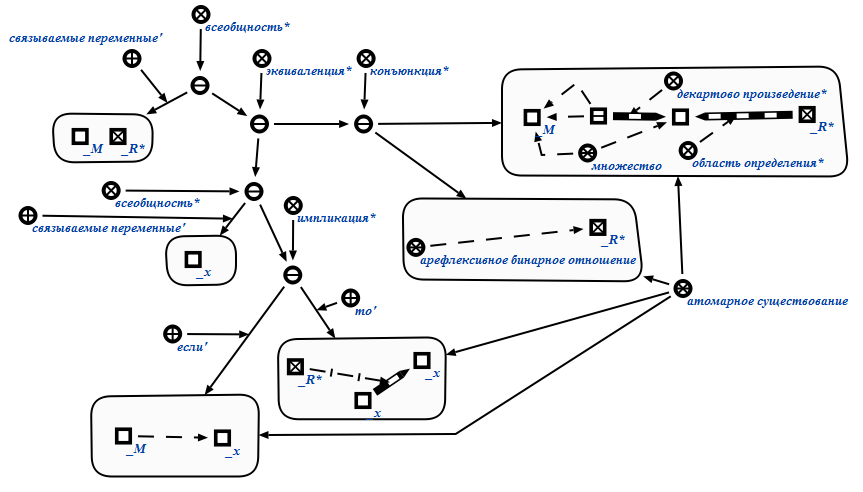 всеобщность*
связываемые переменные'
эквиваленция*
конъюнкция*
декартово произведение*
_M
_R*
_M
_R*
множество
область определения*
всеобщность*
связываемые переменные'
импликация*
_R*
арефлексивное бинарное отношение
_x
атомарное существование
то'
если'
_R*
_x
_x
_M
_x